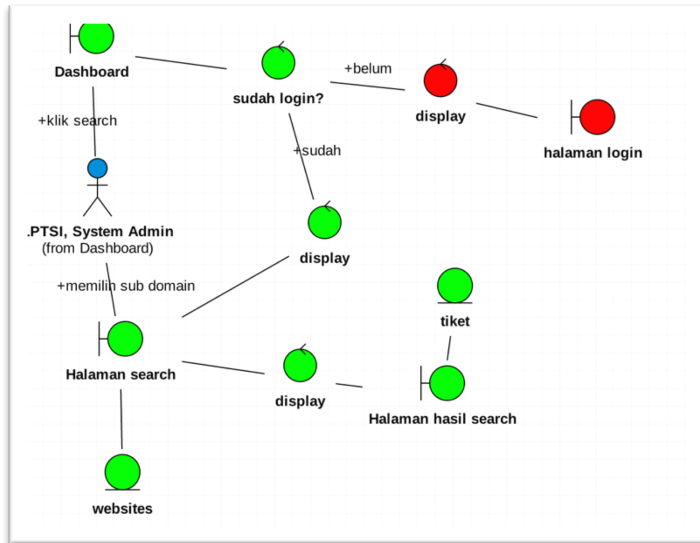 Dashboard
sudah login?
+belum
display
halaman login
+klik search
+sudah
.PTSI, System Admin
(from Dashboard)
display
+memilih sub domain
tiket
Halaman search
display
Halaman hasil search
websites